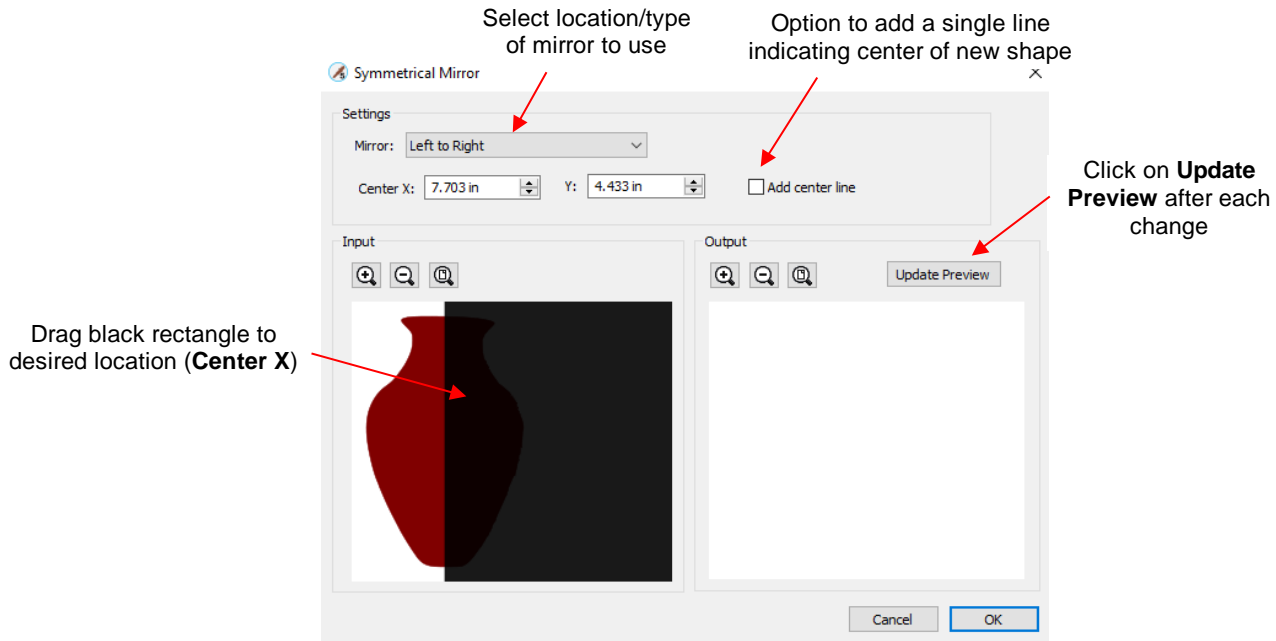 Select location/type
of mirror to use
Option to add a single line
indicating center of new shape
Symmetrical Mirror
Settings
Mirror: Left to Right
Center X: 7.703 in Y: 4.433 in Add center line
Click on Update
Preview after each
change
Input
Output
Update Preview
Drag black rectangle to
desired location (Center X)
Cancel OK